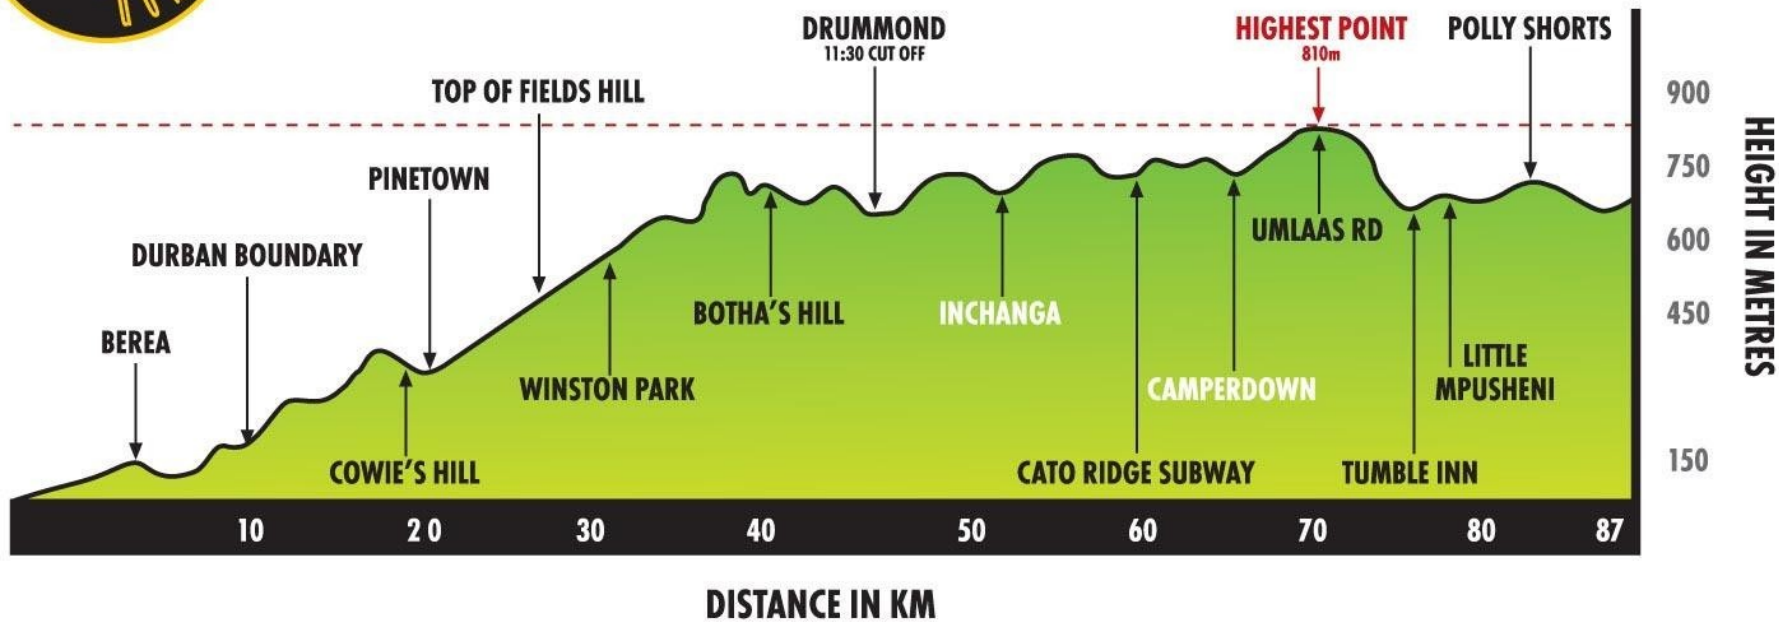 DRUMMOND
11:30 CUT OFF
HIGHEST POINT
810m
POLLY SHORTS
TOP OF FIELDS HILL
900
PINETOWN
750
DURBAN BOUNDARY
UMLAAS RD
600
BEREA
BOTHA'S HILL
INCHANGA
450
HEIGHT IN METRES
WINSTON PARK
CAMPERDOWN
LITTLE
MPUSHENI
COWIE'S HILL
CATO RIDGE SUBWAY
TUMBLE INN
150
10 20 30 40 50 60 70 80 87
DISTANCE IN KM